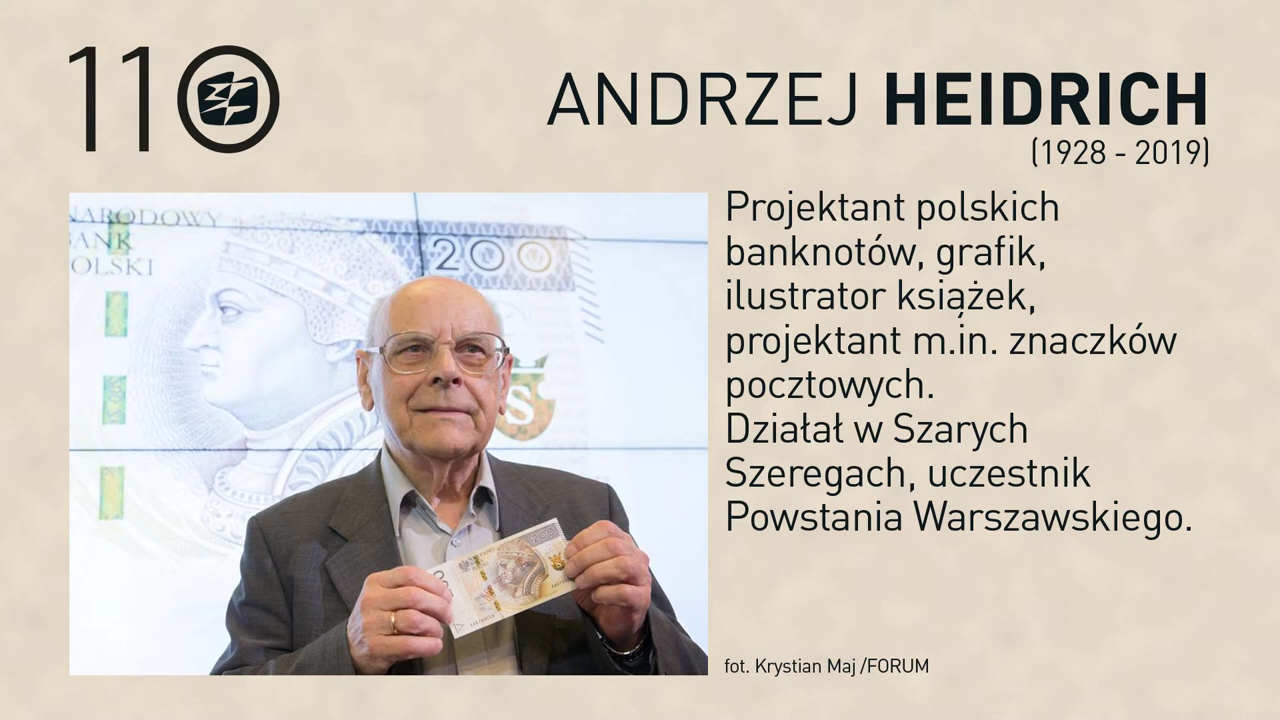 110
ANDRZEJ HEIDRICH
(1928 - 2019)
NARODOWY
BANK
POLSKI
200
Projektant polskich
banknotów, grafik,
ilustrator książek,
projektant m.in. znaczków
pocztowych.
Działał w Szarych
Szeregach, uczestnik
Powstania Warszawskiego.
200
fot. Krystian Maj /FORUM